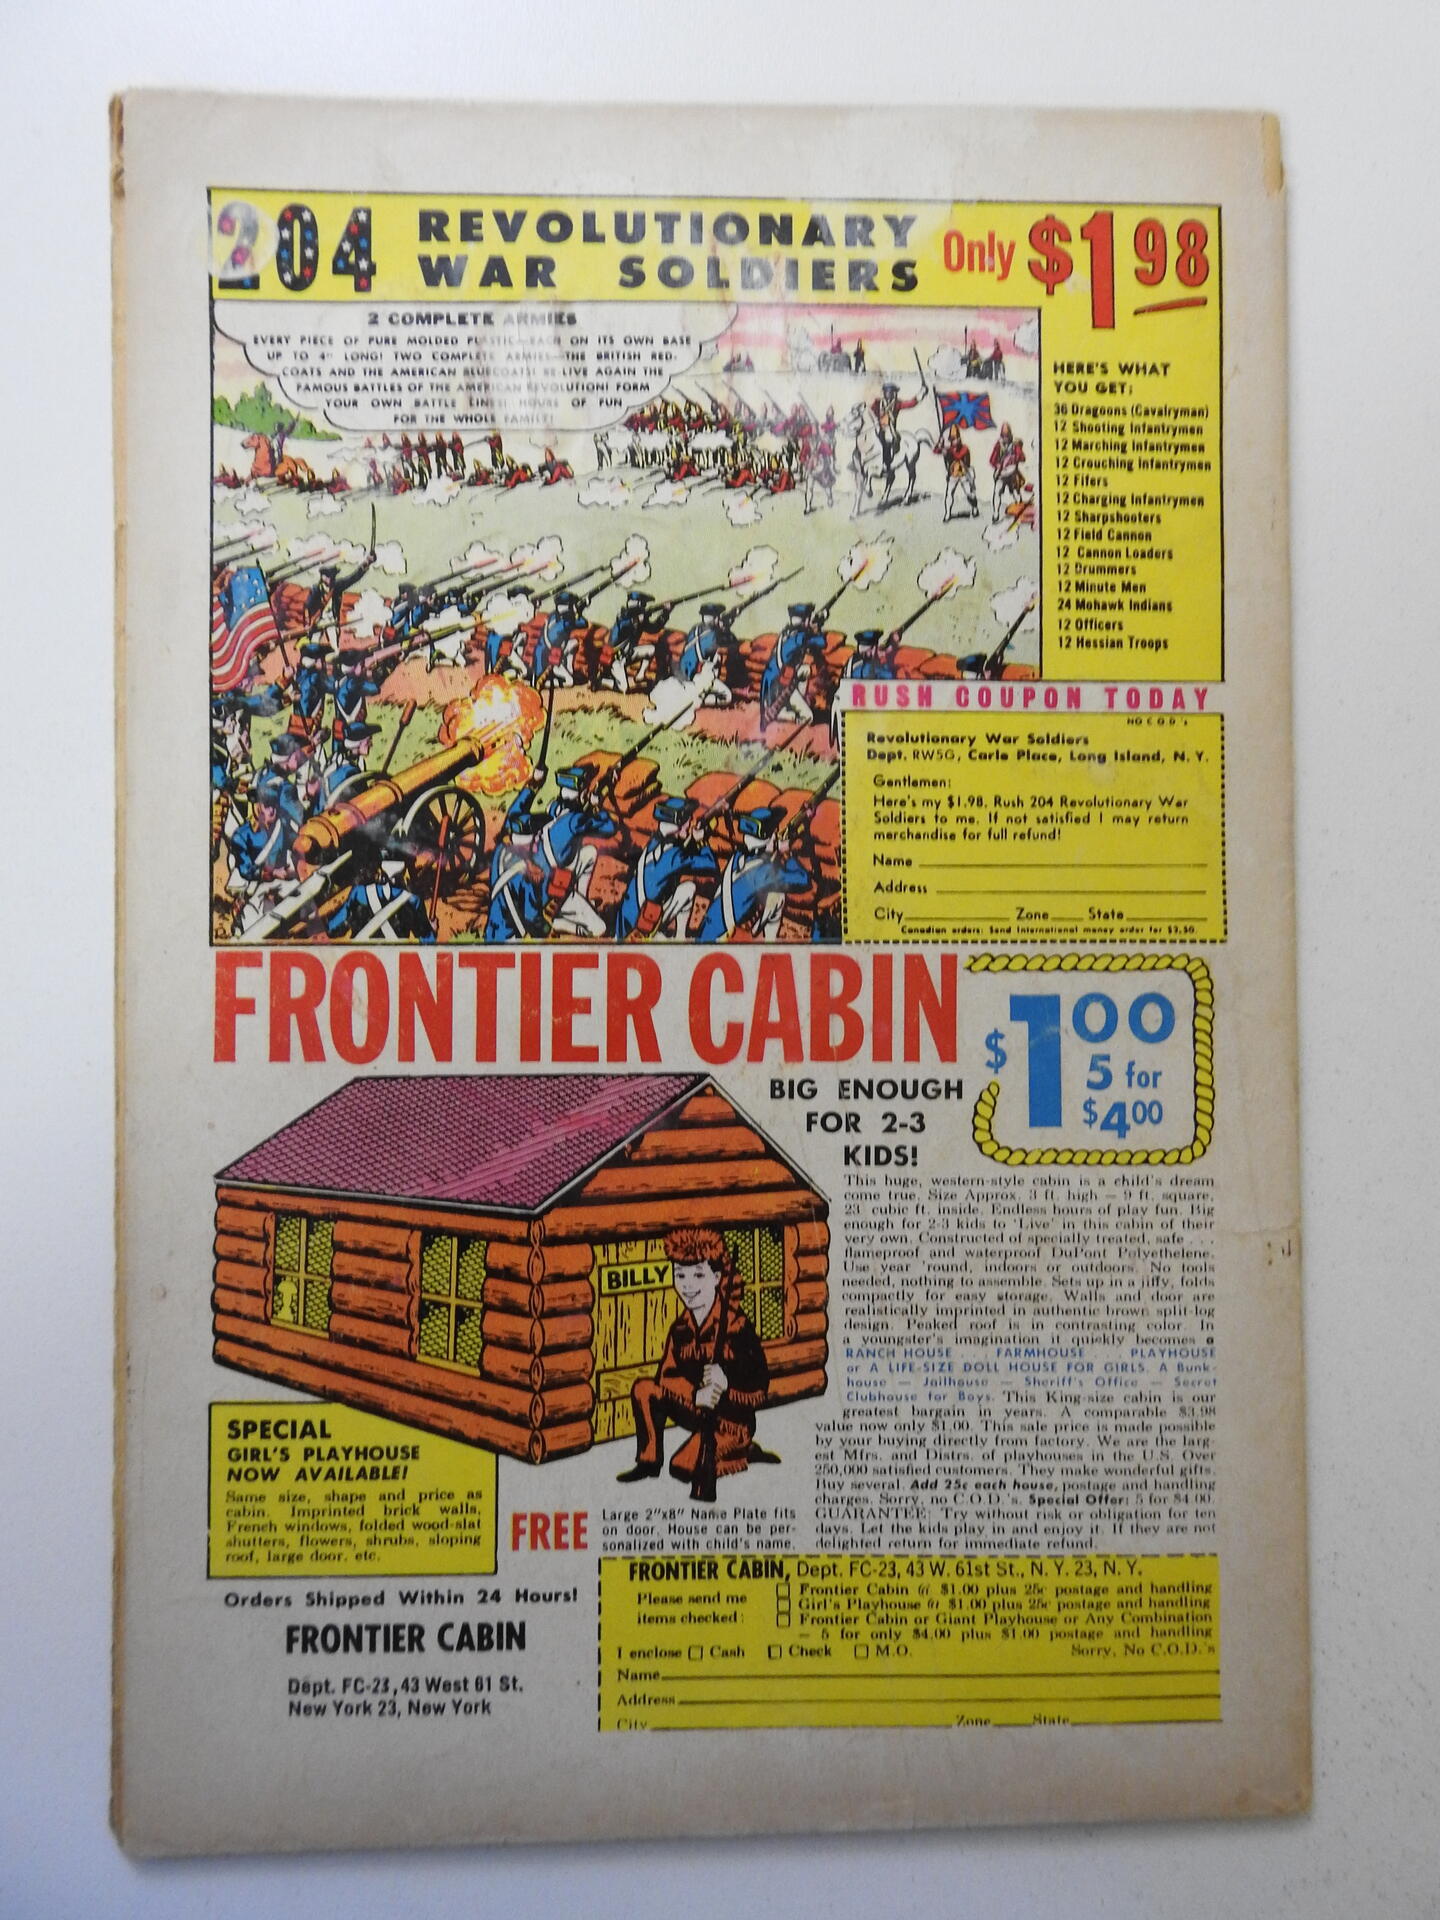 204 REVOLUTIONARY
WAR SOLDIERS
Only $1.98
2 COMPLETE ARMIES
EVERY PIECE OF PURE MOLDED PLASTIC—EACH ON ITS OWN BASE
UP TO 4" LONG! TWO COMPLETE ARMIES—THE BRITISH RED-
COATS AND THE AMERICAN BLUECOATS! RE-LIVE AGAIN THE
FAMOUS BATTLES OF THE AMERICAN REVOLUTION! FORM
YOUR OWN BATTLE LINES! HOURS OF FUN
FOR THE WHOLE FAMILY!
HERE'S WHAT
YOU GET:
36 Dragoons (Cavalryman)
12 Shooting Infantrymen
12 Marching Infantrymen
12 Crouching Infantrymen
12 Fifers
12 Charging Infantrymen
12 Sharpshooters
12 Field Cannon
12 Cannon Loaders
12 Drummers
12 Minute Men
24 Mohawk Indians
12 Officers
12 Hessian Troops
RUSH COUPON TODAY
NO C.O.D.'s
Revolutionary War Soldiers
Dept. RW5G, Carle Place, Long Island, N. Y.
Gentlemen:
Here's my $1.98. Rush 204 Revolutionary War
Soldiers to me. If not satisfied I may return
merchandise for full refund!
Name
Address
City Zone State
Canadian orders: Send International money order for $2.50.
FRONTIER CABIN
$1.00
5 for
$4.00
BIG ENOUGH
FOR 2-3
KIDS!
This huge, western-style cabin is a child's dream
come true. Size Approx. 3 ft. high — 9 ft. square,
23 cubic ft. inside. Endless hours of play fun. Big
enough for 2-3 kids to 'Live' in this cabin of their
very own. Constructed of specially treated, safe . . .
flameproof and waterproof DuPont Polyethelene.
Use year 'round, indoors or outdoors. No tools
needed, nothing to assemble. Sets up in a jiffy, folds
compactly for easy storage. Walls and door are
realistically imprinted in authentic brown split-log
design. Peaked roof is in contrasting color. In
a youngster's imagination it quickly becomes a
RANCH HOUSE . . . FARMHOUSE . . . PLAYHOUSE
or A LIFE-SIZE DOLL HOUSE FOR GIRLS. A Bunk-
house — Jailhouse — Sheriff's Office — Secret
Clubhouse for Boys. This King-size cabin is our
greatest bargain in years. A comparable $3.98
value now only $1.00. This sale price is made possible
by your buying directly from factory. We are the larg-
est Mfrs. and Distrs. of playhouses in the U.S. Over
250,000 satisfied customers. They make wonderful gifts.
Buy several. Add 25c each house, postage and handling
charges. Sorry, no C.O.D.'s. Special Offer: 5 for $4.00.
GUARANTEE: Try without risk or obligation for ten
days. Let the kids play in and enjoy it. If they are not
delighted return for immediate refund.
BILLY
SPECIAL
GIRL'S PLAYHOUSE
NOW AVAILABLE!
Same size, shape and price as
cabin. Imprinted brick walls,
French windows, folded wood-slat
shutters, flowers, shrubs, sloping
roof, large door, etc.
FREE
Large 2"x8" Name Plate fits
on door. House can be per-
sonalized with child's name.
Orders Shipped Within 24 Hours!
FRONTIER CABIN
Dept. FC-23, 43 West 61 St.
New York 23, New York
FRONTIER CABIN, Dept. FC-23, 43 W. 61st St., N. Y. 23, N. Y.
Please send me
items checked:
Frontier Cabin @ $1.00 plus 25c postage and handling
Girl's Playhouse @ $1.00 plus 25c postage and handling
Frontier Cabin or Giant Playhouse or Any Combination
— 5 for only $4.00 plus $1.00 postage and handling
I enclose Cash Check M.O. Sorry, No C.O.D.'s
Name
Address
City Zone State